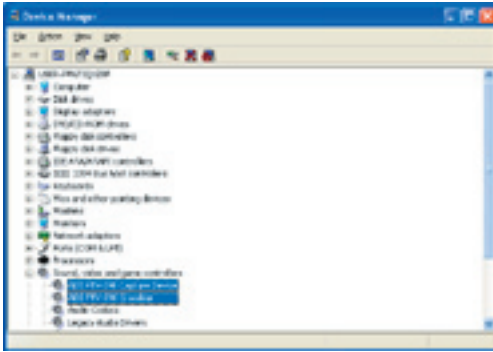 Device Manager
File Action View Help
Computer
Disk drives
Display adapters
DVD/CD-ROM drives
Floppy disk controllers
Floppy disk drives
IDE ATA/ATAPI controllers
IEEE 1394 Bus host controllers
Keyboards
Mice and other pointing devices
Modems
Monitors
Network adapters
Ports (COM & LPT)
Processors
Sound, video and game controllers
Audio Codecs
Legacy Audio Drivers